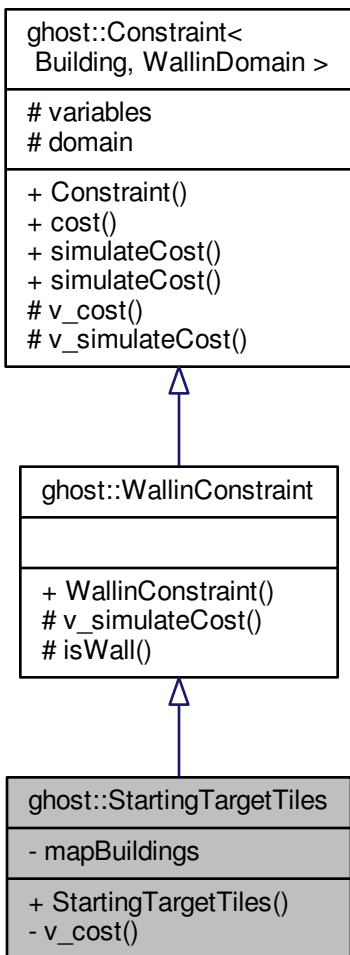 ghost::Constraint<
Building, WallinDomain >
# variables
# domain
+ Constraint()
+ cost()
+ simulateCost()
+ simulateCost()
# v_cost()
# v_simulateCost()
ghost::WallinConstraint
+ WallinConstraint()
# v_simulateCost()
# isWall()
ghost::StartingTargetTiles
- mapBuildings
+ StartingTargetTiles()
- v_cost()